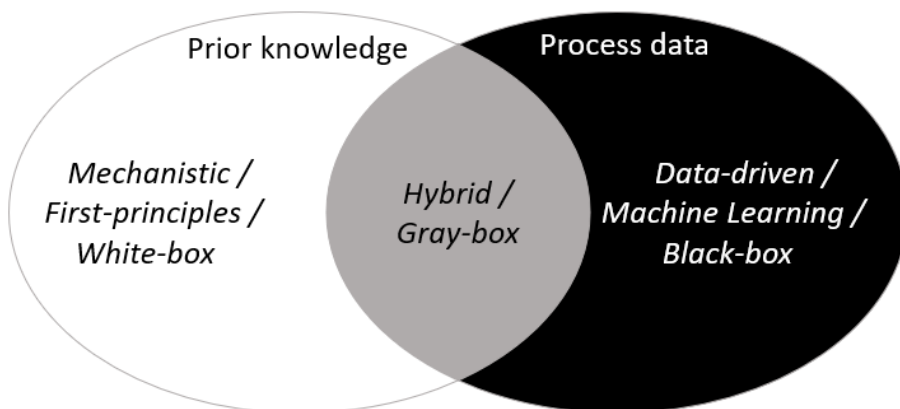 Prior knowledge
Process data
Mechanistic /
First-principles /
White-box
Hybrid /
Gray-box
Data-driven /
Machine Learning /
Black-box